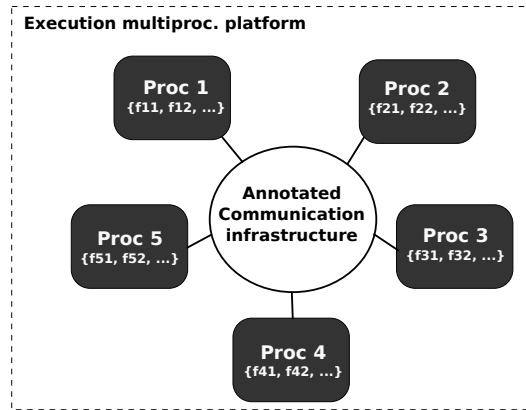 Execution multiproc. platform
Proc 1
{f11, f12, ...}
Proc 2
{f21, f22, ...}
Annotated
Communication
infrastructure
Proc 5
{f51, f52, ...}
Proc 3
{f31, f32, ...}
Proc 4
{f41, f42, ...}